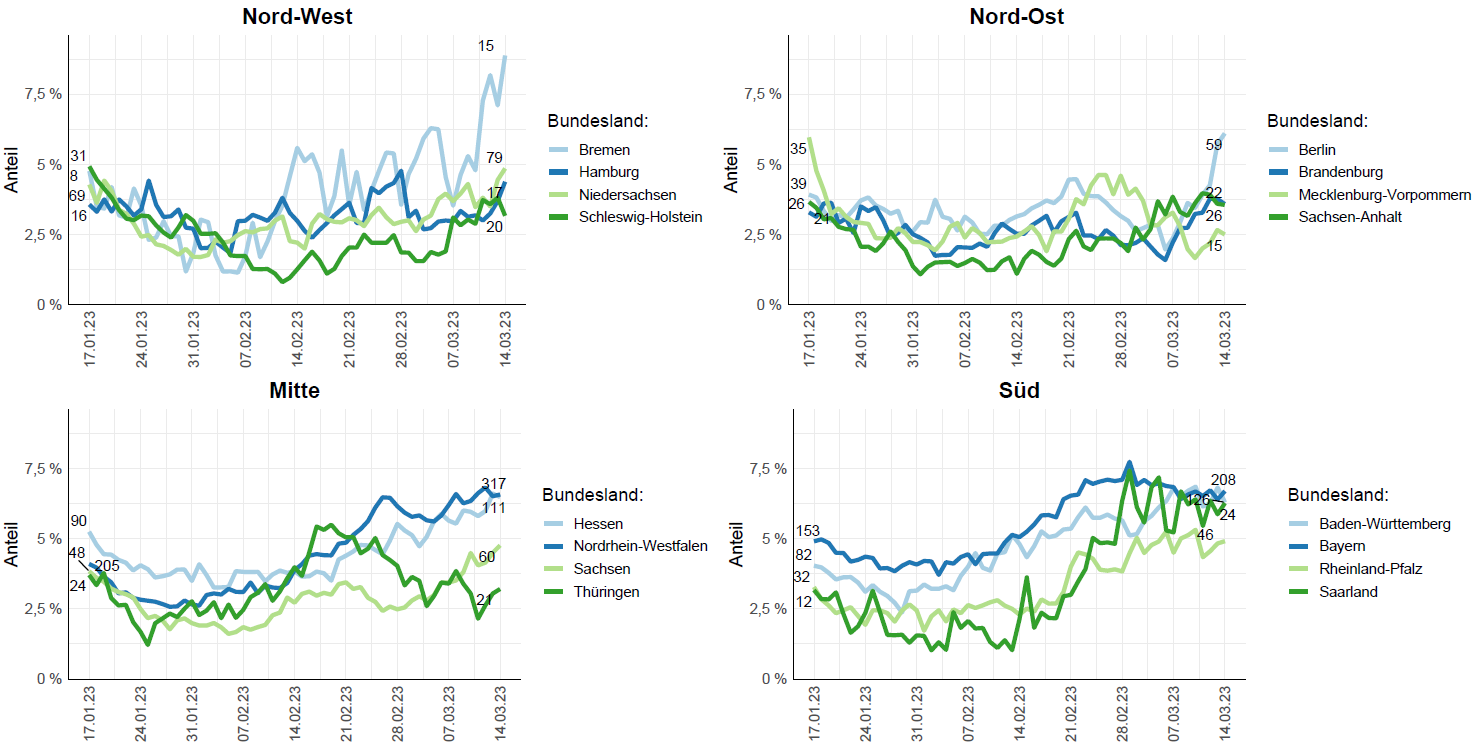 Nord-West
Anteil
7,5 %
5 %
2,5 %
0 %
31
8
69
16
15
79
17
20
17.01.23
24.01.23
31.01.23
07.02.23
14.02.23
21.02.23
28.02.23
07.03.23
14.03.23
Bundesland:
Bremen
Hamburg
Niedersachsen
Schleswig-Holstein
Nord-Ost
Anteil
7,5 %
5 %
2,5 %
0 %
35
39
26
24
59
22
26
15
17.01.23
24.01.23
31.01.23
07.02.23
14.02.23
21.02.23
28.02.23
07.03.23
14.03.23
Bundesland:
Berlin
Brandenburg
Mecklenburg-Vorpommern
Sachsen-Anhalt
Mitte
Anteil
7,5 %
5 %
2,5 %
0 %
90
48
205
24
317
111
60
21
17.01.23
24.01.23
31.01.23
07.02.23
14.02.23
21.02.23
28.02.23
07.03.23
14.03.23
Bundesland:
Hessen
Nordrhein-Westfalen
Sachsen
Thüringen
Süd
Anteil
7,5 %
5 %
2,5 %
0 %
153
82
32
12
208
24
46
17.01.23
24.01.23
31.01.23
07.02.23
14.02.23
21.02.23
28.02.23
07.03.23
14.03.23
Bundesland:
Baden-Württemberg
Bayern
Rheinland-Pfalz
Saarland